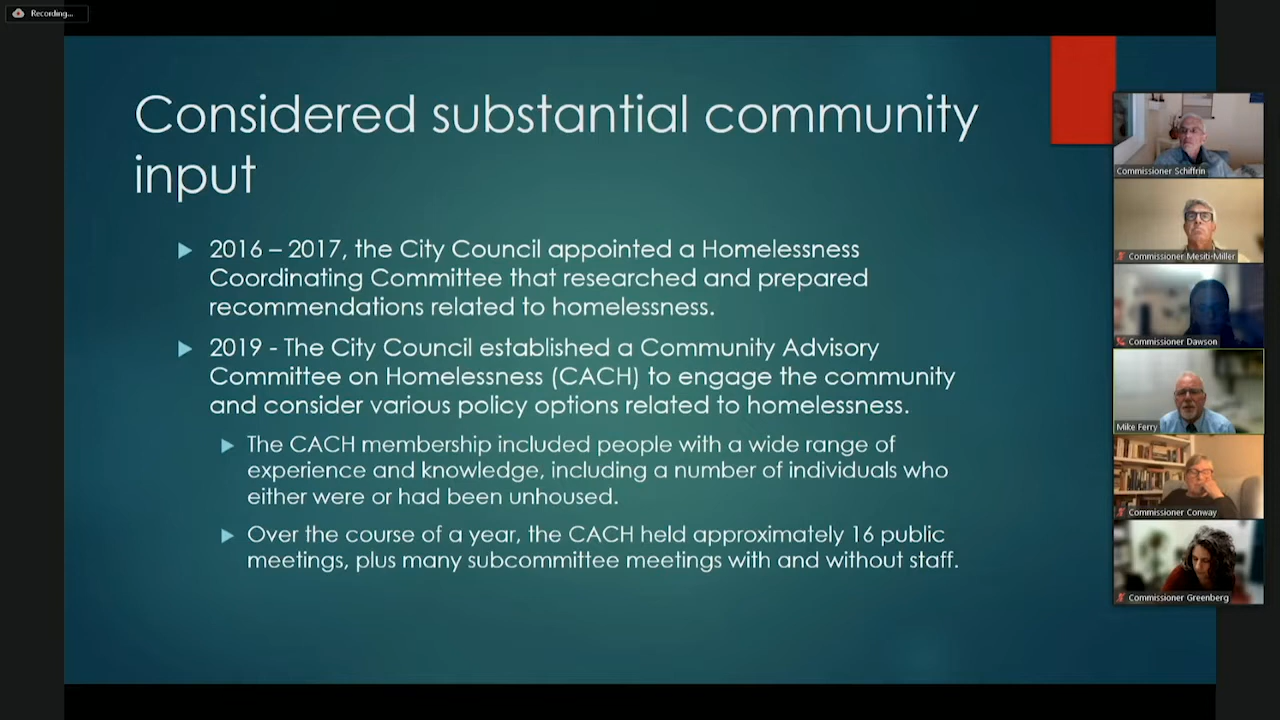 Recording...
Considered substantial community
input
2016 – 2017, the City Council appointed a Homelessness
Coordinating Committee that researched and prepared
recommendations related to homelessness.
2019 - The City Council established a Community Advisory
Committee on Homelessness (CACH) to engage the community
and consider various policy options related to homelessness.
The CACH membership included people with a wide range of
experience and knowledge, including a number of individuals who
either were or had been unhoused.
Over the course of a year, the CACH held approximately 16 public
meetings, plus many subcommittee meetings with and without staff.
Commissioner Schiffrin
Commissioner Mesiti-Miller
Commissioner Dawson
Mike Ferry
Commissioner Conway
Commissioner Greenberg